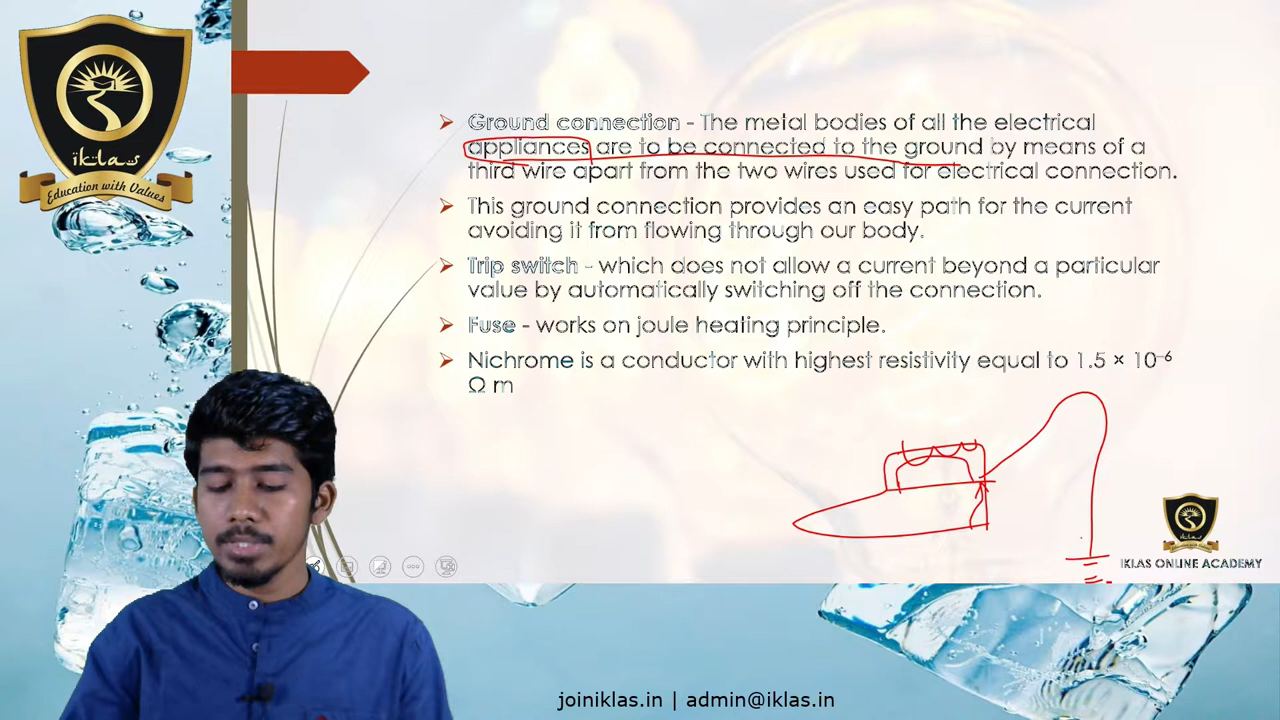 iklas
Education with Values
Ground connection - The metal bodies of all the electrical
appliances are to be connected to the ground by means of a
third wire apart from the two wires used for electrical connection.
This ground connection provides an easy path for the current
avoiding it from flowing through our body.
Trip switch - which does not allow a current beyond a particular
value by automatically switching off the connection.
Fuse - works on joule heating principle.
Nichrome is a conductor with highest resistivity equal to 1.5 × 10⁻⁶
Ω m
IKLAS ONLINE ACADEMY
joiniklas.in | admin@iklas.in